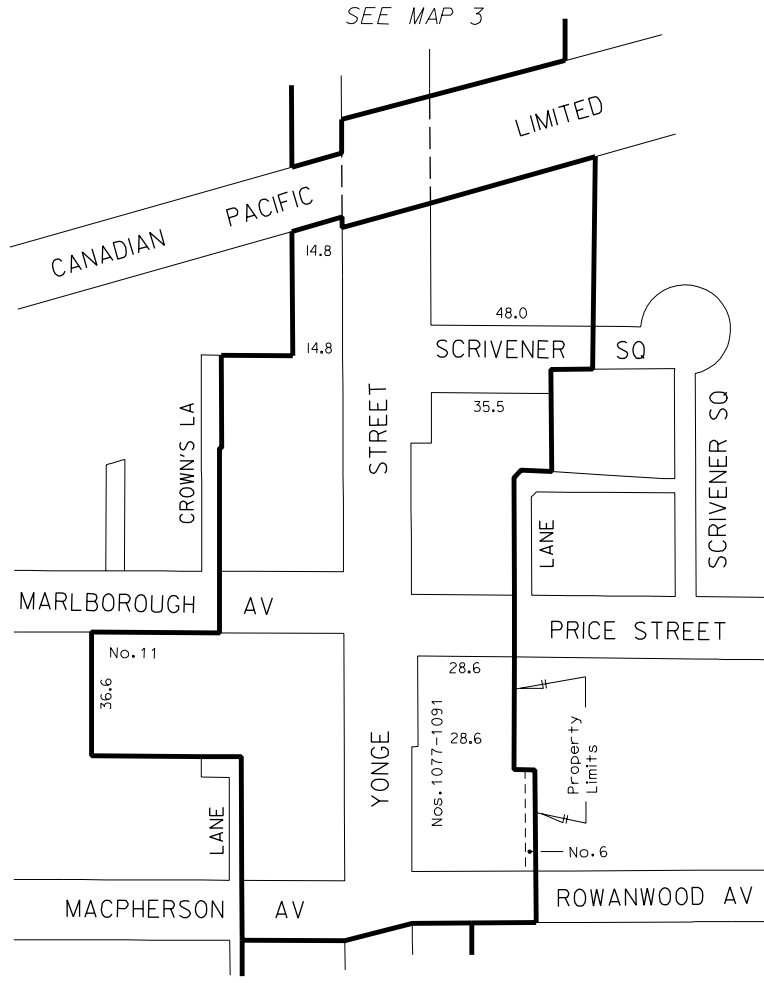 SEE MAP 3
LIMITED
CANADIAN PACIFIC
14.8
48.0
14.8
SCRIVENER SQ
35.5
STREET
CROWN'S LA
SCRIVENER SQ
LANE
MARLBOROUGH AV
PRICE STREET
No.11
28.6
36.6
28.6
Nos.1077-1091
YONGE
Property
Limits
LANE
No.6
MACPHERSON AV
ROWANWOOD AV